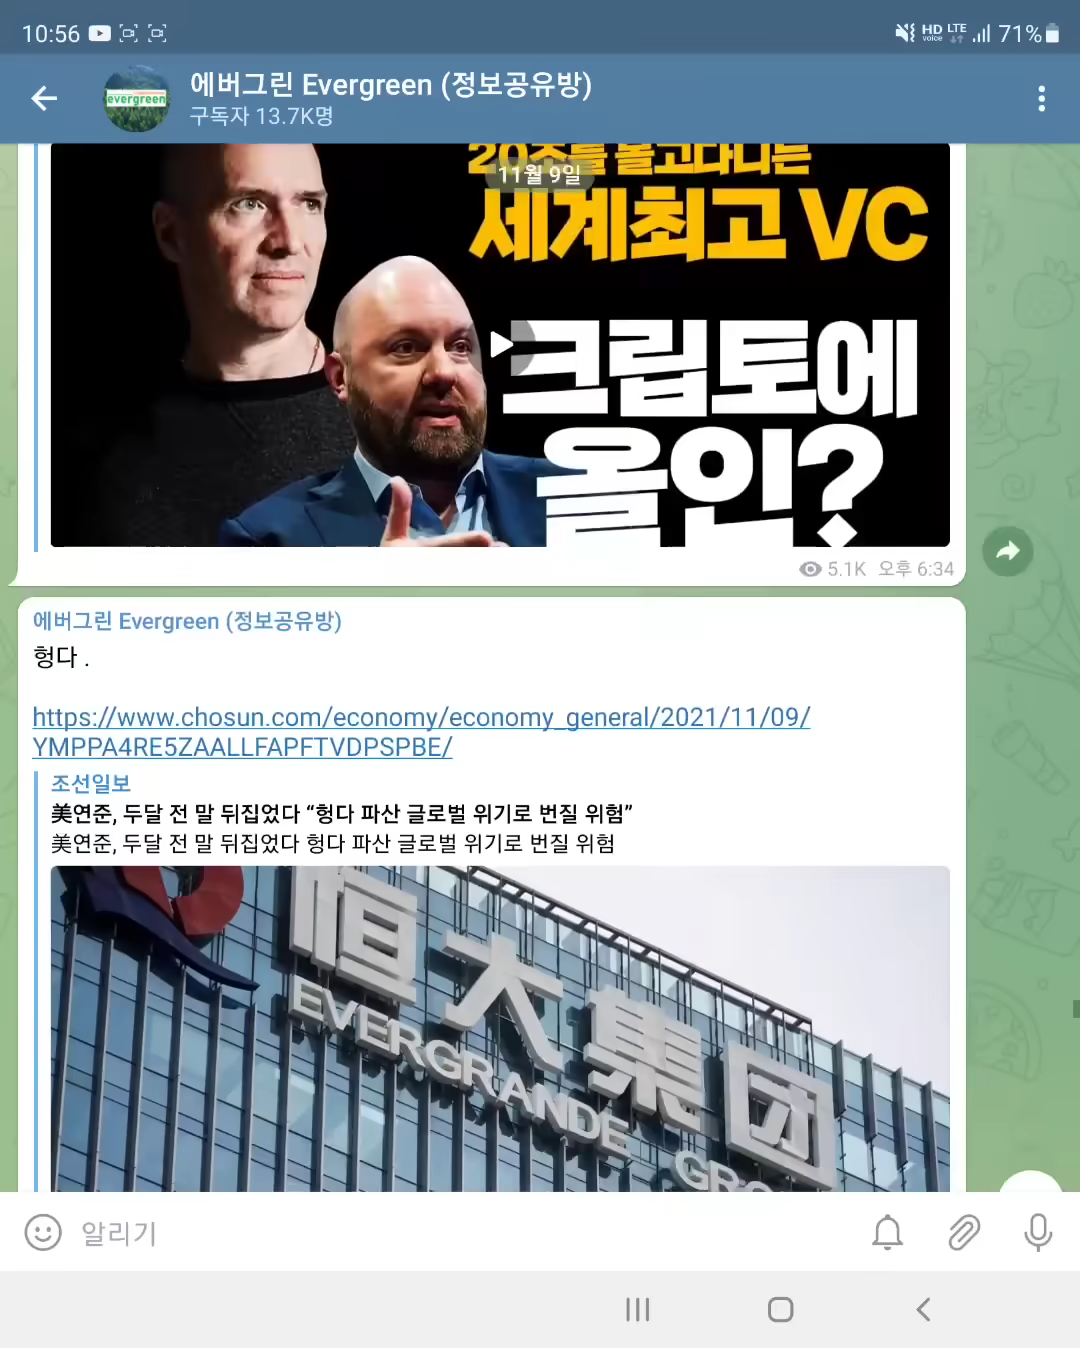 10:56
HD voice LTE 71%
evergreen
에버그린 Evergreen (정보공유방)
구독자 13.7K명
11월 9일
세계최고 VC
크립토에
올인?
5.1K 오후 6:34
에버그린 Evergreen (정보공유방)
헝다 .
https://www.chosun.com/economy/economy_general/2021/11/09/
YMPPA4RE5ZAALLFAPFTVDPSPBE/
조선일보
美연준, 두달 전 말 뒤집었다 “헝다 파산 글로벌 위기로 번질 위험”
美연준, 두달 전 말 뒤집었다 헝다 파산 글로벌 위기로 번질 위험
恒大集团
EVERGRANDE GRO
알리기